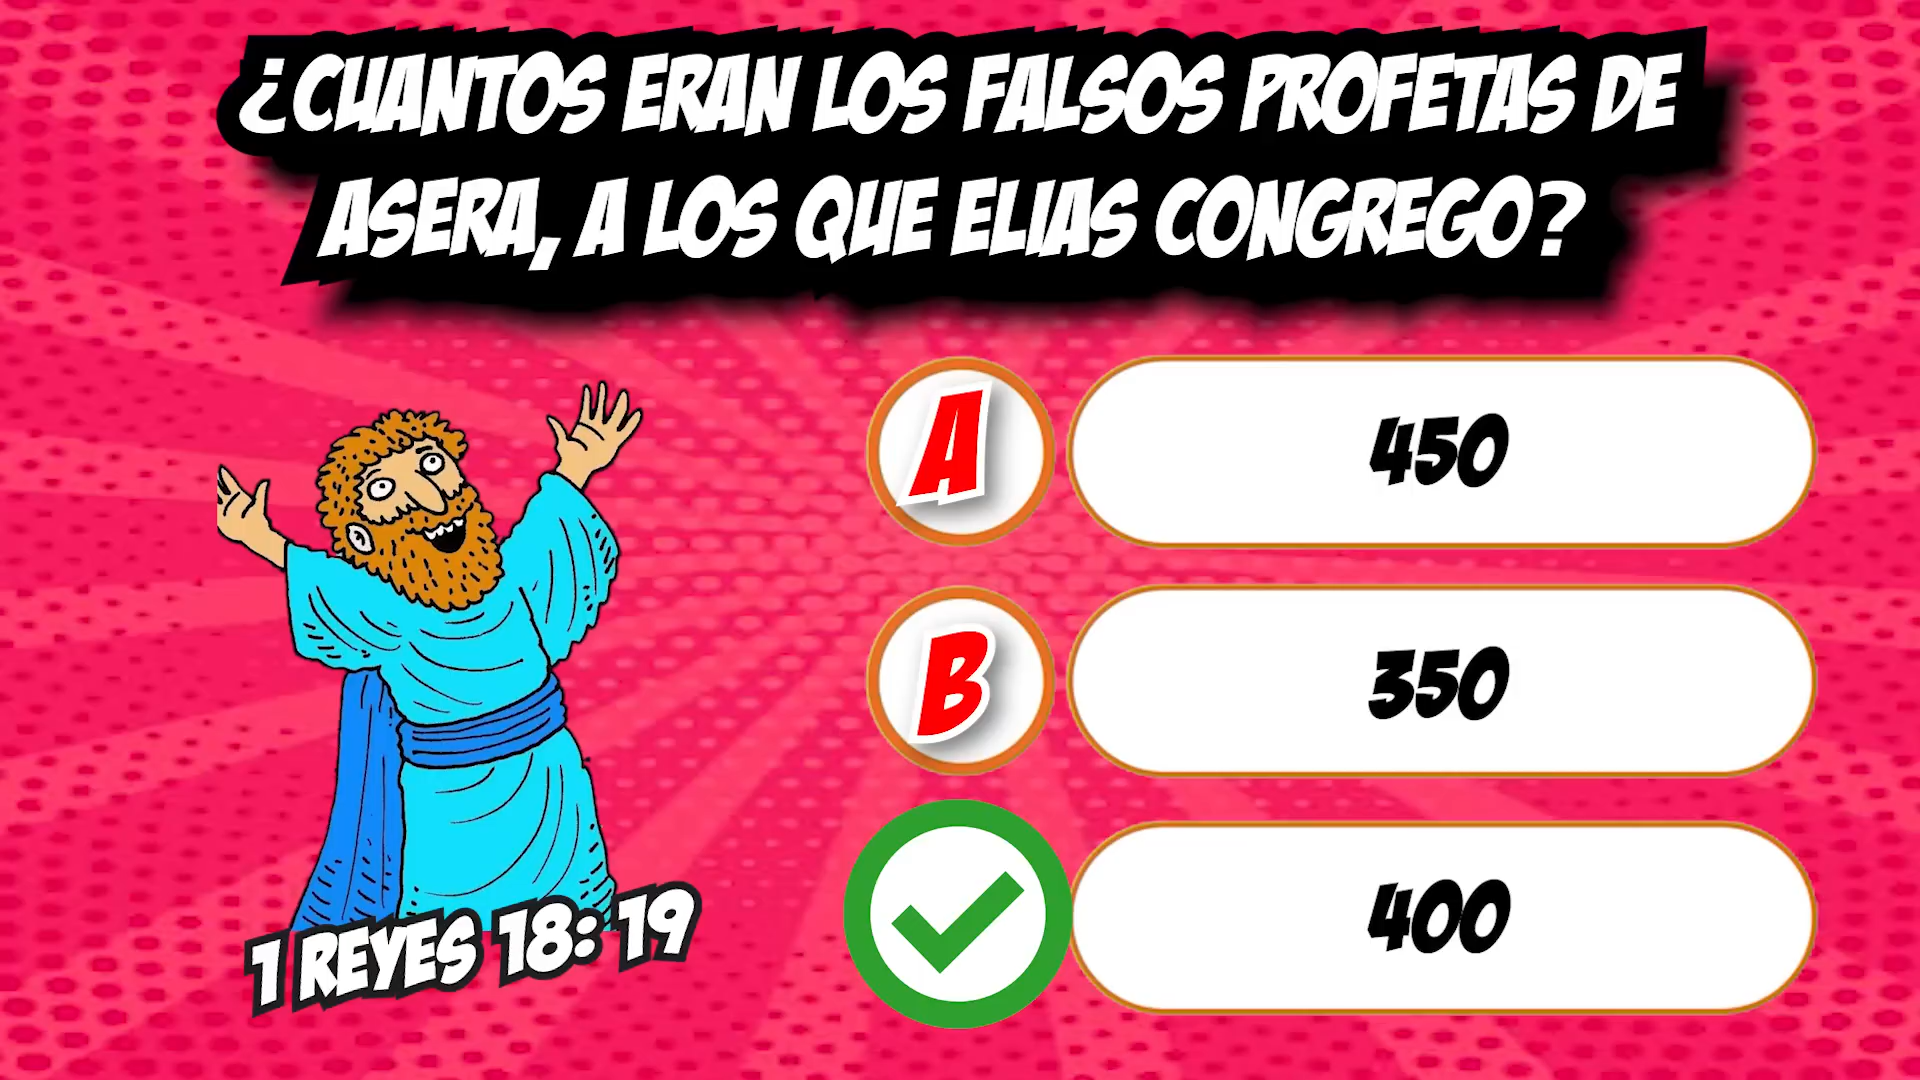 ¿CUANTOS ERAN LOS FALSOS PROFETAS DE
ASERA, A LOS QUE ELIAS CONGREGO?
A 450
B 350
400
1 REYES 18: 19